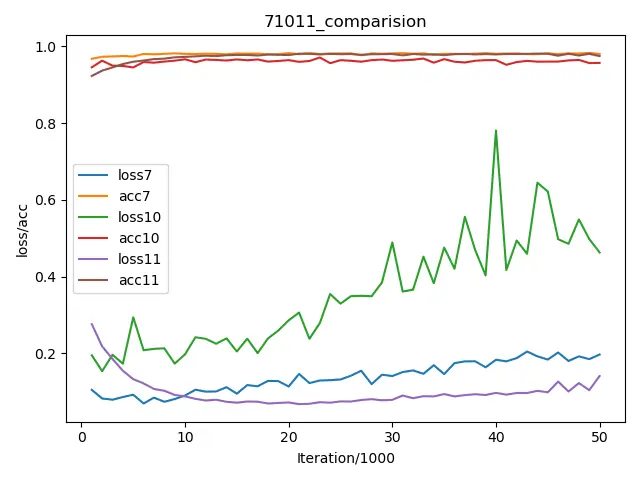 71011_comparision
loss/acc
1.0
0.8
0.6
0.4
0.2
loss7
acc7
loss10
acc10
loss11
acc11
0 10 20 30 40 50
Iteration/1000